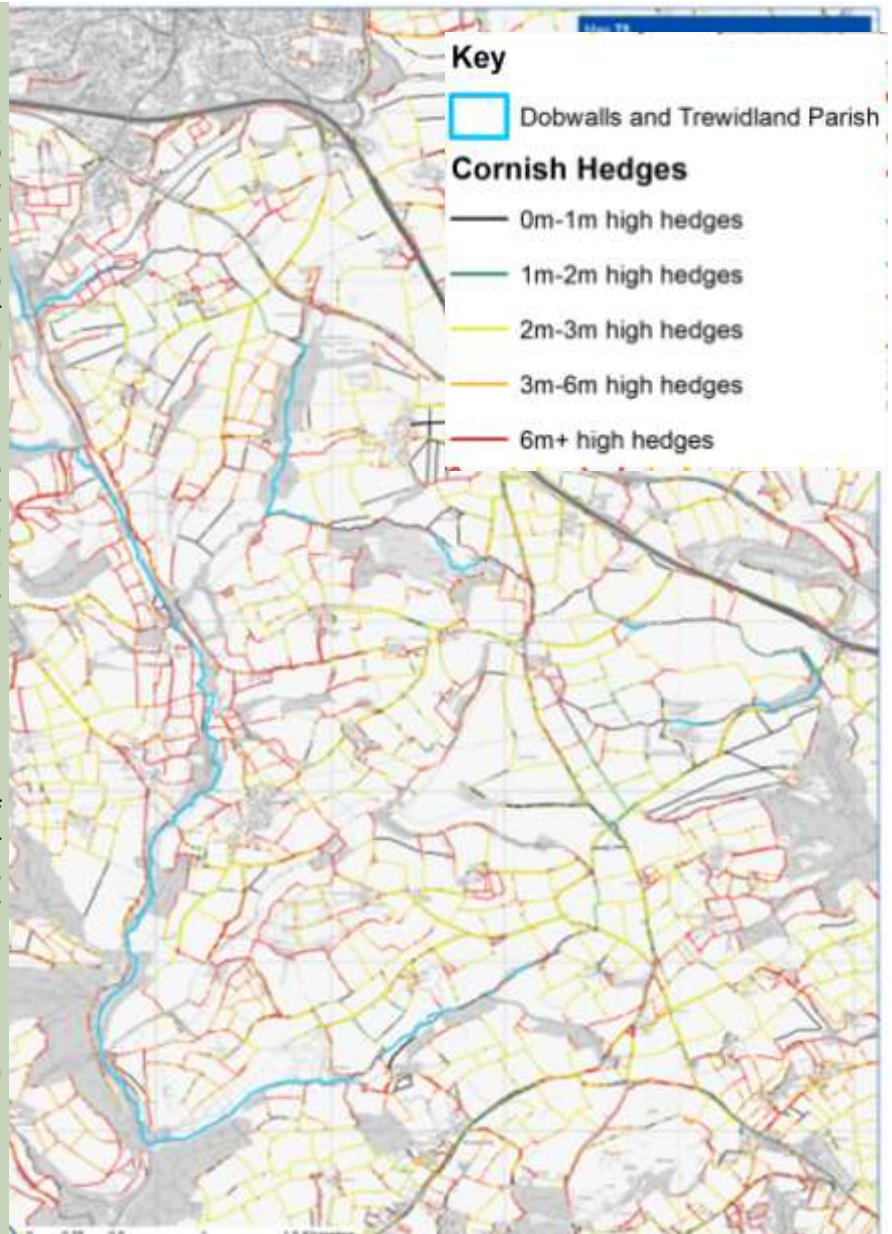 Key
Dobwalls and Trewidland Parish
Cornish Hedges
0m-1m high hedges
1m-2m high hedges
2m-3m high hedges
3m-6m high hedges
6m+ high hedges